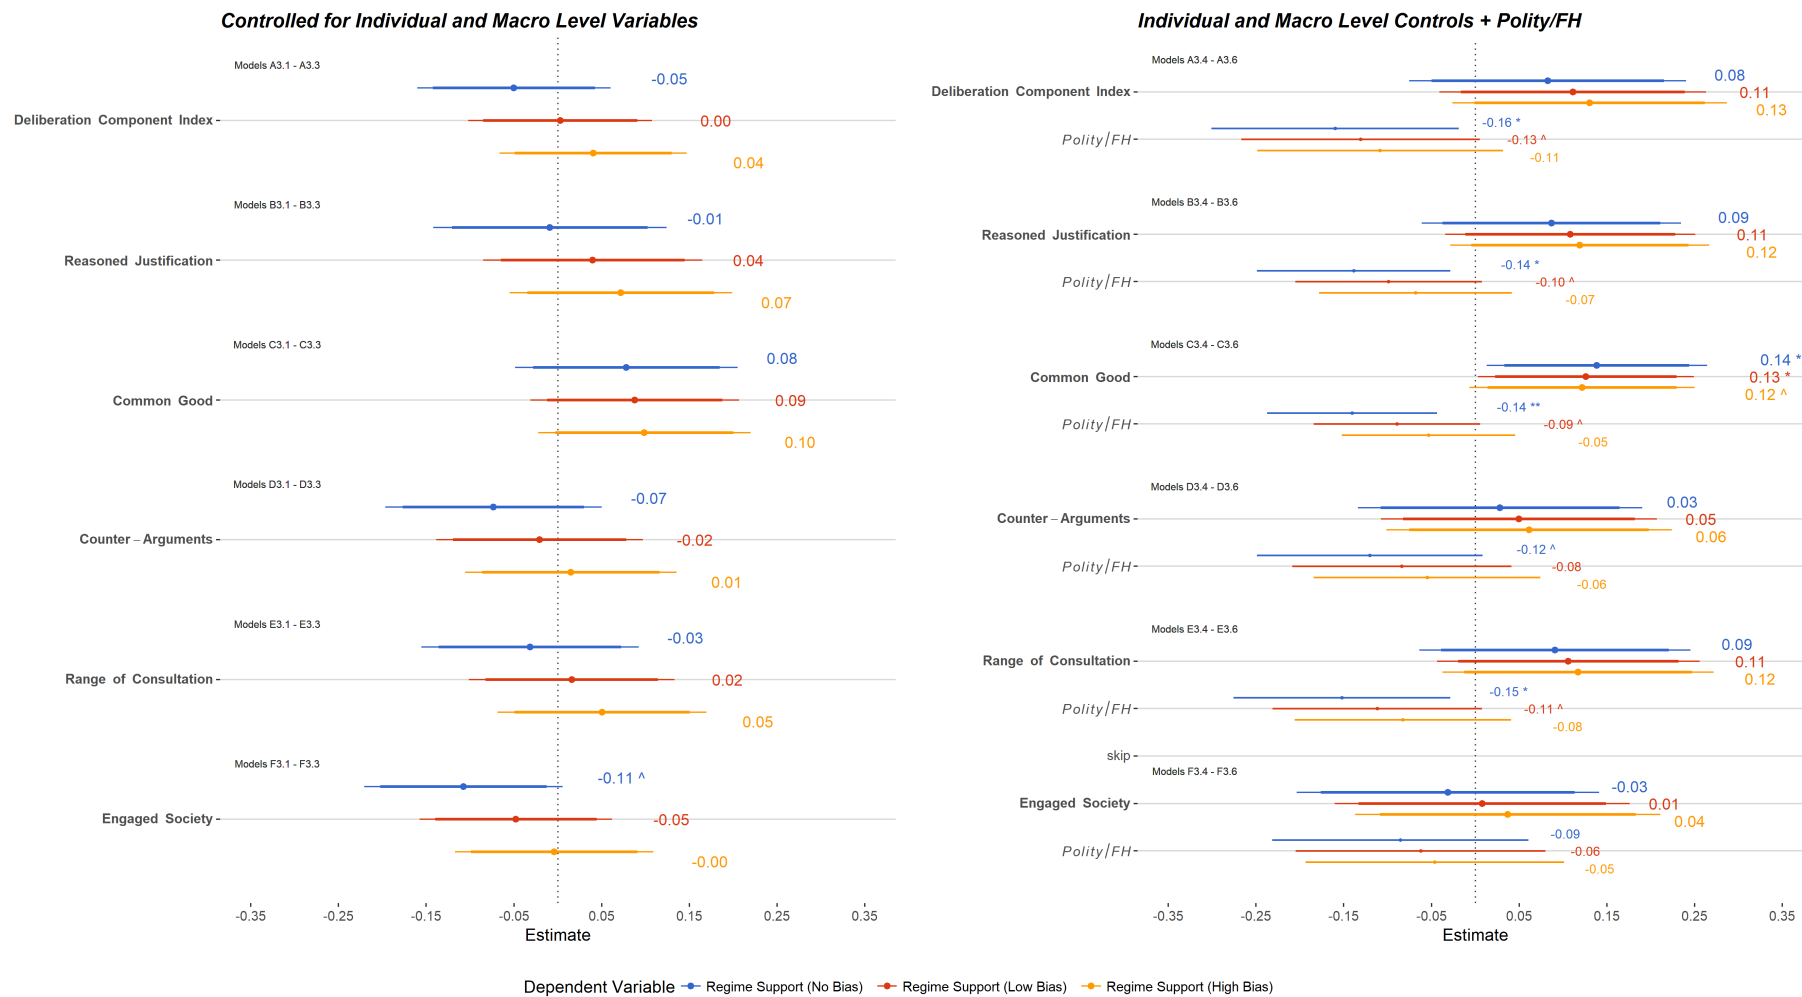 Controlled for Individual and Macro Level Variables
Models A3.1 - A3.3
-0.05
Deliberation Component Index
0.00
0.04
Models B3.1 - B3.3
-0.01
Reasoned Justification
0.04
0.07
Models C3.1 - C3.3
0.08
Common Good
0.09
0.10
Models D3.1 - D3.3
-0.07
Counter-Arguments
-0.02
0.01
Models E3.1 - E3.3
-0.03
Range of Consultation
0.02
0.05
Models F3.1 - F3.3
-0.11 ^
Engaged Society
-0.05
-0.00
-0.35 -0.25 -0.15 -0.05 0.05 0.15 0.25 0.35
Estimate
Individual and Macro Level Controls + Polity/FH
Models A3.4 - A3.6
0.08
Deliberation Component Index
0.11
0.13
-0.16 *
Polity/FH
-0.13 ^
-0.11
Models B3.4 - B3.6
0.09
Reasoned Justification
0.11
0.12
-0.14 *
Polity/FH
-0.10 ^
-0.07
Models C3.4 - C3.6
0.14 *
Common Good
0.13 *
0.12 ^
-0.14 **
Polity/FH
-0.09 ^
-0.05
Models D3.4 - D3.6
0.03
Counter-Arguments
0.05
0.06
-0.12 ^
Polity/FH
-0.08
-0.06
Models E3.4 - E3.6
0.09
Range of Consultation
0.11
0.12
-0.15 *
Polity/FH
-0.11 ^
-0.08
skip
Models F3.4 - F3.6
-0.03
Engaged Society
0.01
0.04
-0.09
Polity/FH
-0.06
-0.05
-0.35 -0.25 -0.15 -0.05 0.05 0.15 0.25 0.35
Estimate
Dependent Variable Regime Support (No Bias) Regime Support (Low Bias) Regime Support (High Bias)